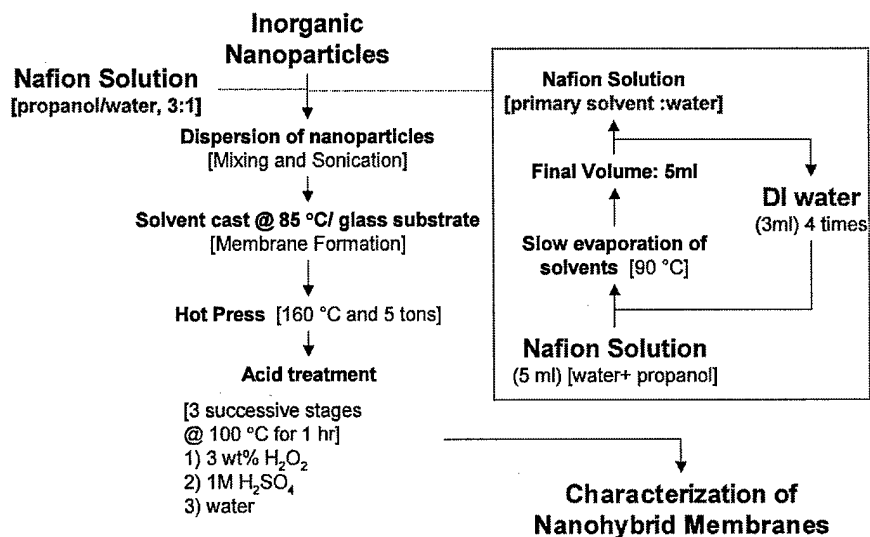 Inorganic
Nanoparticles
Nafion Solution
[propanol/water, 3:1]
Dispersion of nanoparticles
[Mixing and Sonication]
Solvent cast @ 85 °C/ glass substrate
[Membrane Formation]
Hot Press [160 °C and 5 tons]
Acid treatment
[3 successive stages
@ 100 °C for 1 hr]
1) 3 wt% H₂O₂
2) 1M H₂SO₄
3) water
Nafion Solution
[primary solvent :water]
Final Volume: 5ml
DI water
(3ml) 4 times
Slow evaporation of
solvents [90 °C]
Nafion Solution
(5 ml) [water+ propanol]
Characterization of
Nanohybrid Membranes